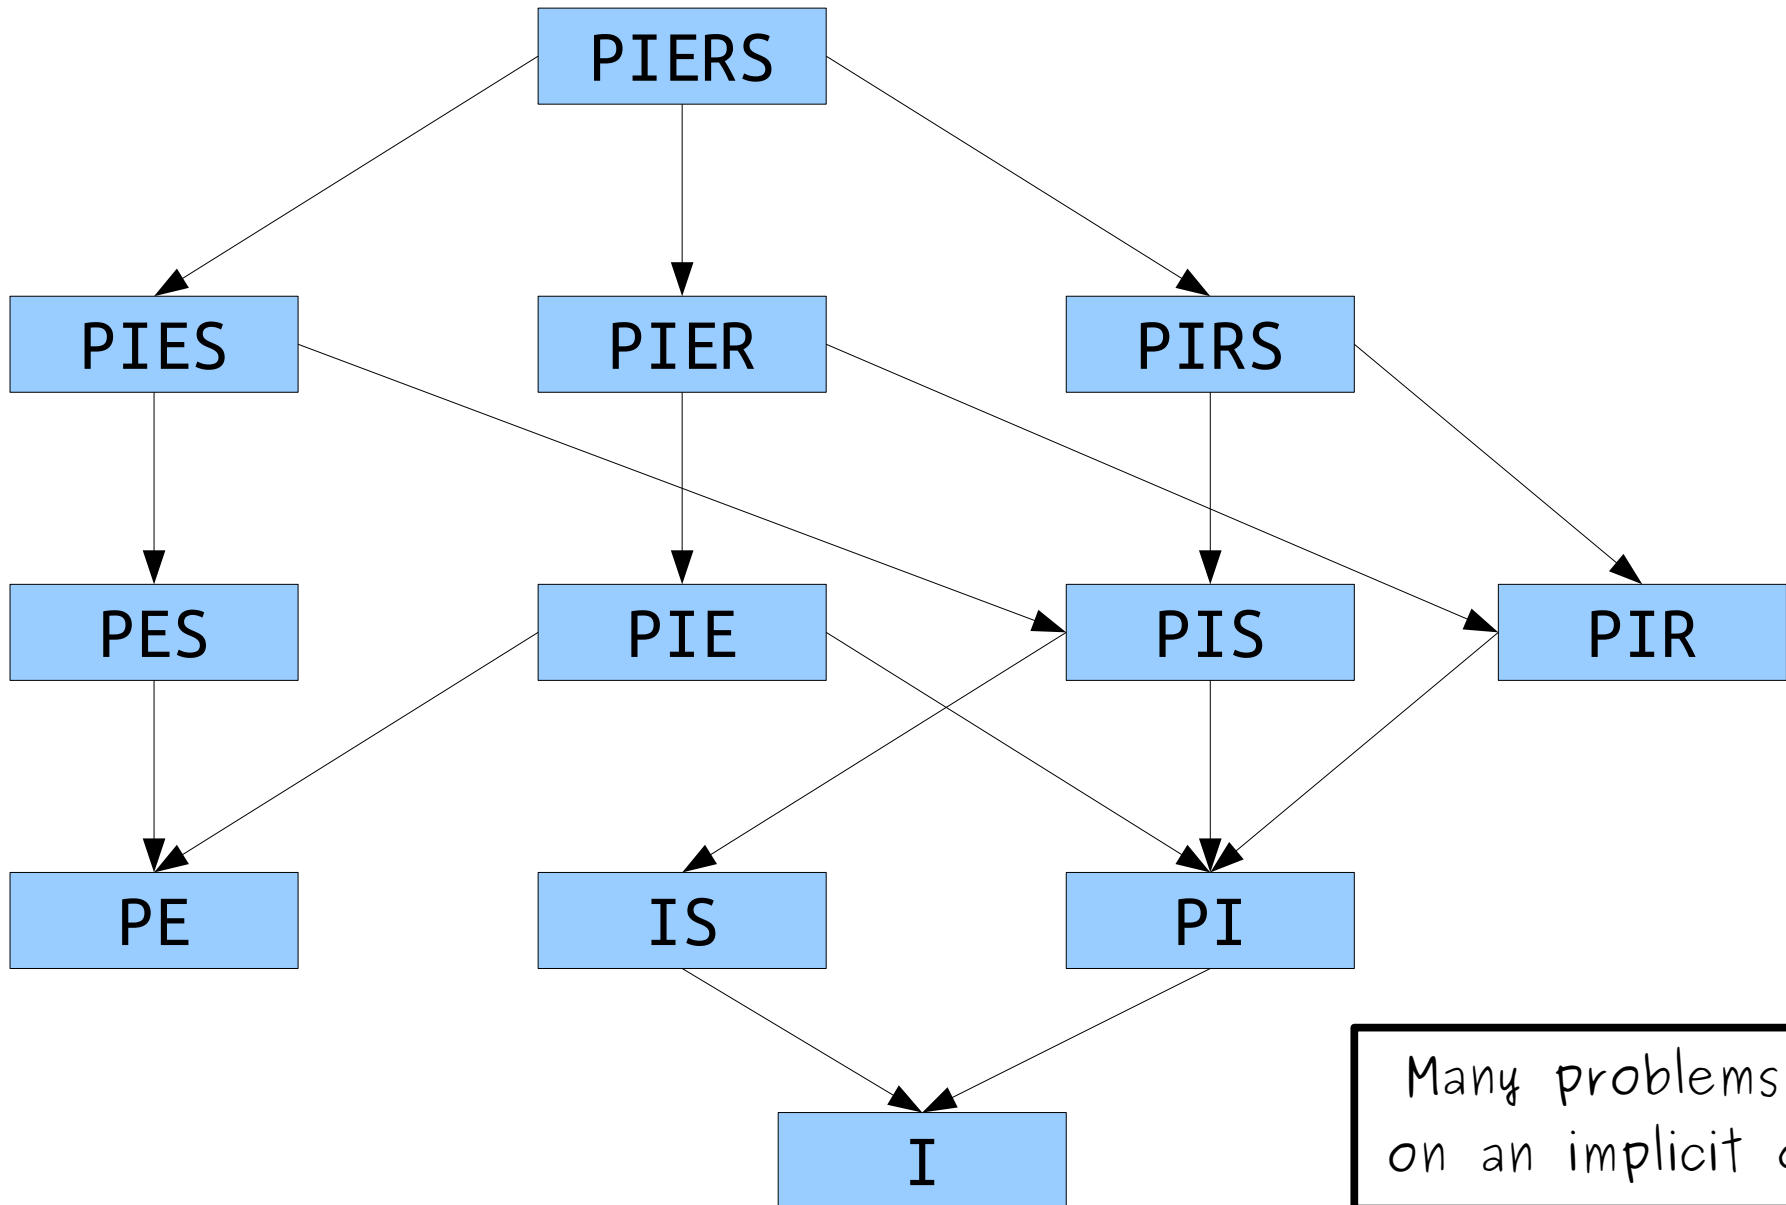 PIERS
PIES PIER PIRS
PES PIE PIS PIR
PE IS PI
I
Many problems
on an implicit